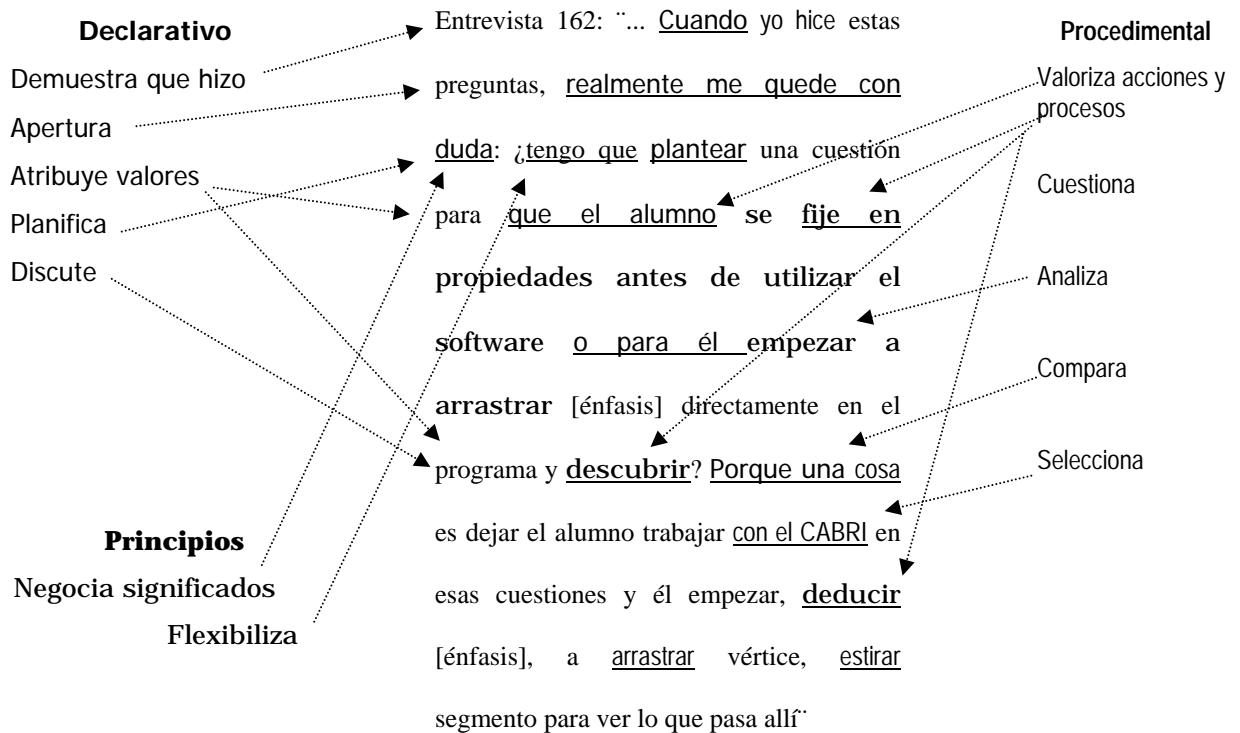 Declarativo
Demuestra que hizo
Apertura
Atribuye valores
Planifica
Discute
Principios
Negocia significados
Flexibiliza
Entrevista 162: ¨... Cuando yo hice estas
preguntas, realmente me quede con
duda: ¿tengo que plantear una cuestión
para que el alumno se fije en
propiedades antes de utilizar el
software o para él empezar a
arrastrar [énfasis] directamente en el
programa y descubrir? Porque una cosa
es dejar el alumno trabajar con el CABRI en
esas cuestiones y él empezar, deducir
[énfasis], a arrastrar vértice, estirar
segmento para ver lo que pasa allí¨
Procedimental
Valoriza acciones y
procesos
Cuestiona
Analiza
Compara
Selecciona